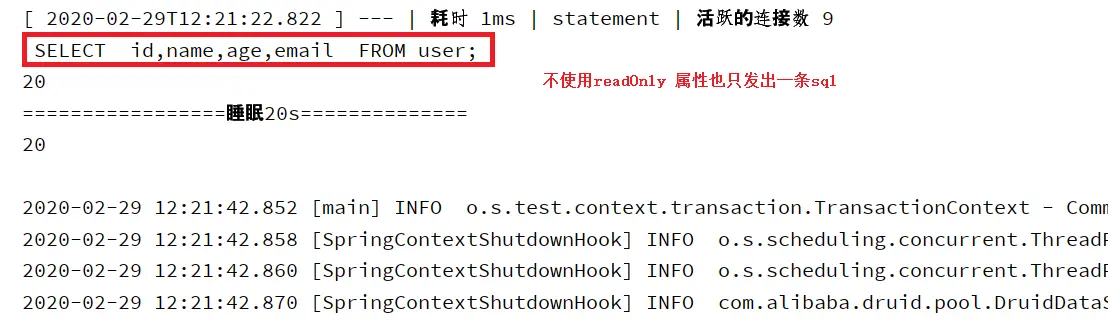 [ 2020-02-29T12:21:22.822 ] --- | 耗时 1ms | statement | 活跃的连接数 9
SELECT  id,name,age,email  FROM user;
20
不使用readOnly 属性也只发出一条sql
=================睡眠20s==============
20
2020-02-29 12:21:42.852 [main] INFO  o.s.test.context.transaction.TransactionContext - Comm
2020-02-29 12:21:42.858 [SpringContextShutdownHook] INFO  o.s.scheduling.concurrent.ThreadP
2020-02-29 12:21:42.860 [SpringContextShutdownHook] INFO  o.s.scheduling.concurrent.ThreadP
2020-02-29 12:21:42.870 [SpringContextShutdownHook] INFO  com.alibaba.druid.pool.DruidDataS